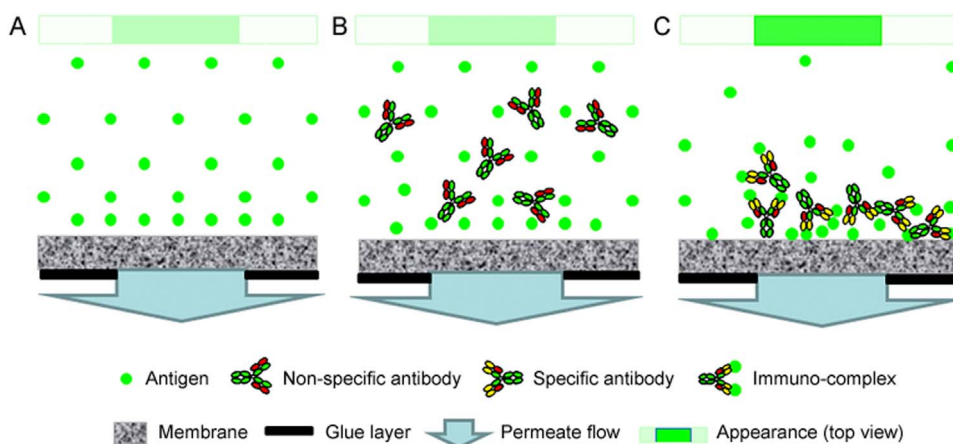 A B C
Antigen Non-specific antibody Specific antibody Immuno-complex
Membrane Glue layer Permeate flow Appearance (top view)